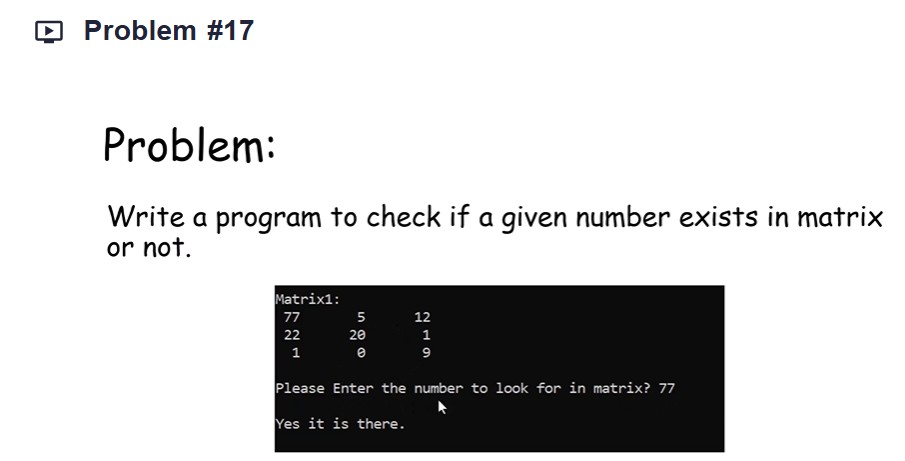 Problem #17
Problem:
Write a program to check if a given number exists in matrix
or not.
Matrix1:
77 5 12
22 20 1
1 0 9
Please Enter the number to look for in matrix? 77
Yes it is there.